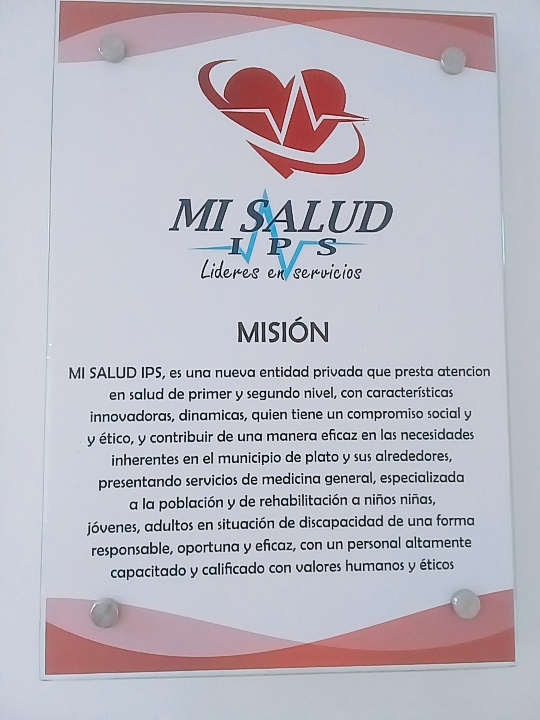 MI SALUD
IPS
Lideres en servicios
MISIÓN
MI SALUD IPS, es una nueva entidad privada que presta atencion
en salud de primer y segundo nivel, con características
innovadoras, dinamicas, quien tiene un compromiso social y
y ético, y contribuir de una manera eficaz en las necesidades
inherentes en el municipio de plato y sus alrededores,
presentando servicios de medicina general, especializada
a la población y de rehabilitación a niños niñas,
jóvenes, adultos en situación de discapacidad de una forma
responsable, oportuna y eficaz, con un personal altamente
capacitado y calificado con valores humanos y éticos